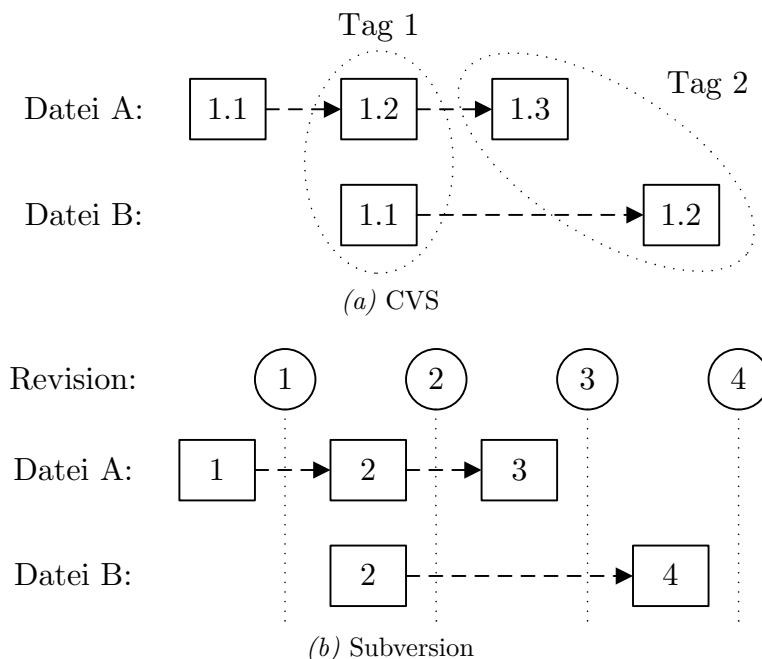 Tag 1
Tag 2
Datei A: 1.1 1.2 1.3
Datei B: 1.1 1.2
(a) CVS
Revision: 1 2 3 4
Datei A: 1 2 3
Datei B: 2 4
(b) Subversion